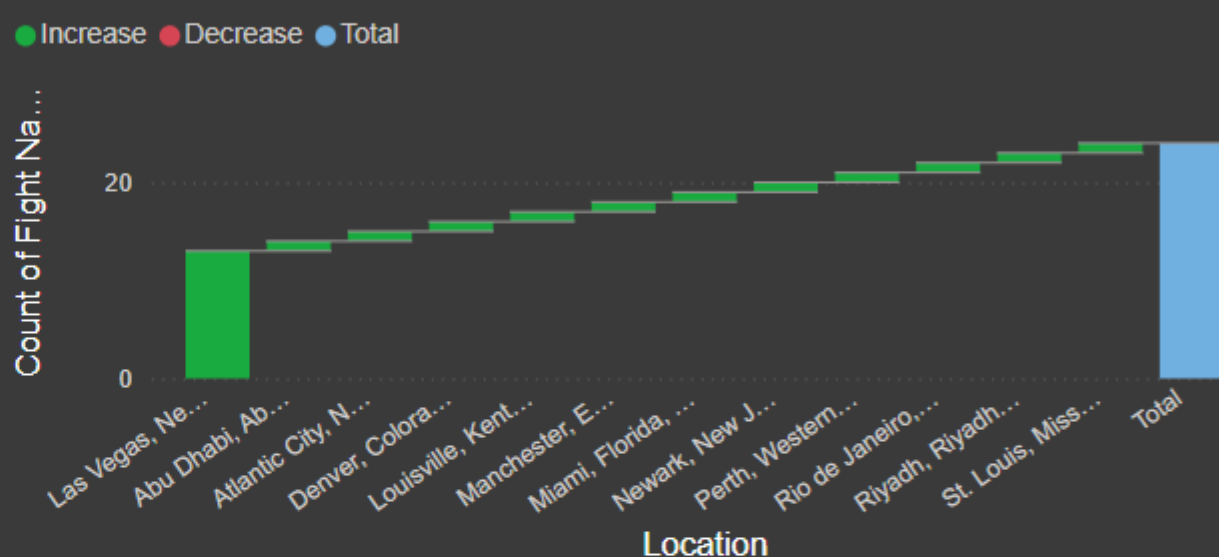 Increase Decrease Total
Count of Fight Na...
20
0
Las Vegas, Ne...
Abu Dhabi, Ab...
Atlantic City, N...
Denver, Colora...
Louisville, Kent...
Manchester, E...
Miami, Florida, ...
Newark, New J...
Perth, Western...
Rio de Janeiro,...
Riyadh, Riyadh...
St. Louis, Miss...
Total
Location